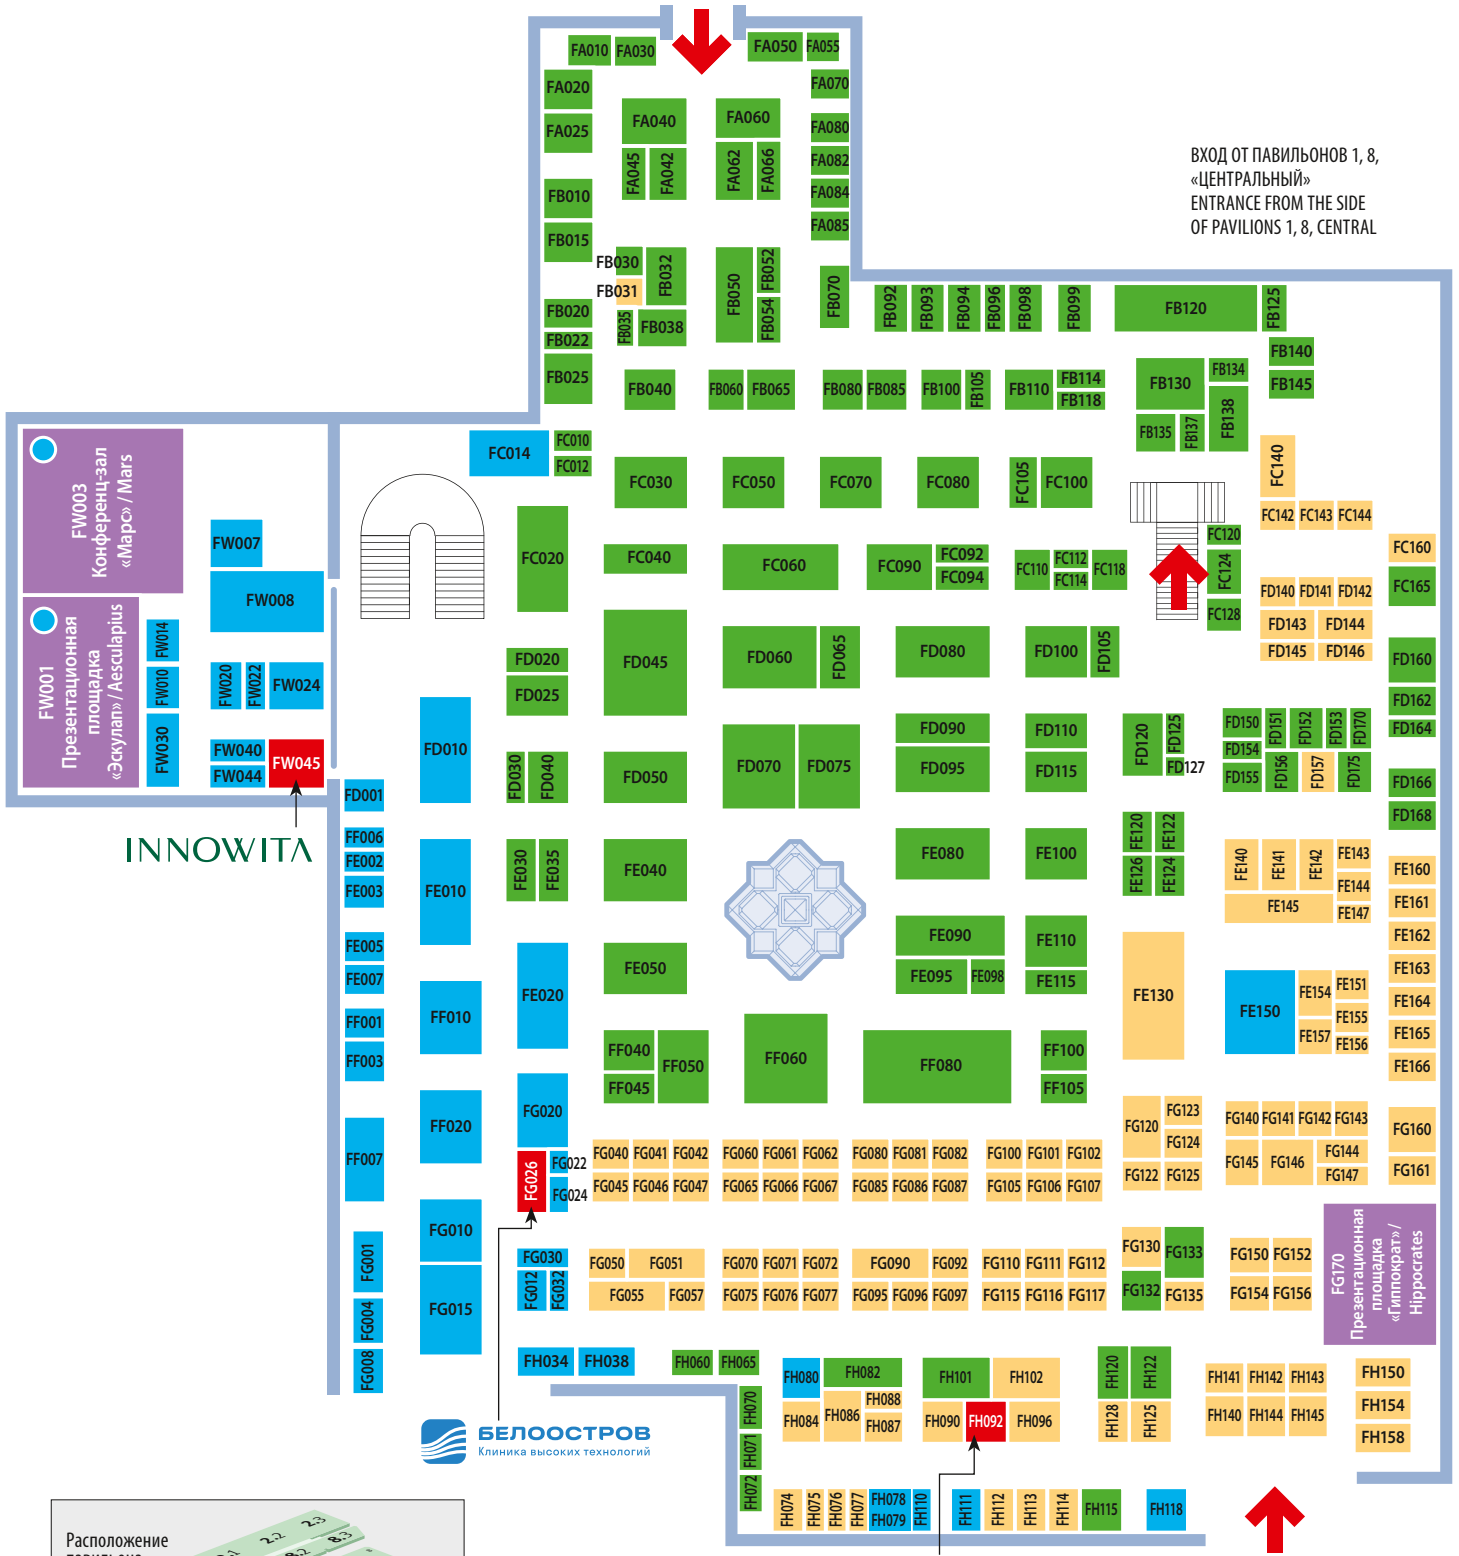 FA010
FA030
FA050
FA055
FA020
FA070
FA025
FA040
FA060
FA080
FA045
FA042
FA062
FA066
FA082
FA084
FA085
ВХОД ОТ ПАВИЛЬОНОВ 1, 8,
«ЦЕНТРАЛЬНЫЙ»
ENTRANCE FROM THE SIDE
OF PAVILIONS 1, 8, CENTRAL
FB010
FB015
FB030
FB031
FB032
FB035
FB038
FB050
FB052
FB054
FB070
FB020
FB022
FB025
FB092
FB093
FB094
FB096
FB098
FB099
FB120
FB125
FB140
FB145
FB040
FB060
FB065
FB080
FB085
FB100
FB105
FB110
FB114
FB118
FB130
FB134
FB135
FB137
FB138
FW003
Конференц-зал
«Марс» / Mars
FW001
Презентационная
площадка
«Эскулап» / Aesculapius
FW007
FW008
FW014
FW010
FW030
FW020
FW022
FW024
FW040
FW044
FW045
INNOWITA
FC014
FC010
FC012
FC030
FC050
FC070
FC080
FC105
FC100
FC140
FC142
FC143
FC144
FC020
FC040
FC060
FC090
FC092
FC094
FC110
FC112
FC114
FC118
FC120
FC124
FC128
FC160
FC165
FD140
FD141
FD142
FD143
FD144
FD145
FD146
FD020
FD025
FD045
FD060
FD065
FD080
FD100
FD105
FD160
FD162
FD164
FD010
FD030
FD040
FD050
FD070
FD075
FD090
FD095
FD110
FD115
FD120
FD125
FD127
FD150
FD151
FD152
FD153
FD170
FD154
FD155
FD156
FD157
FD175
FD166
FD168
FD001
FF006
FE002
FE003
FE005
FE007
FF001
FF003
FF007
FE010
FE030
FE035
FE040
FE080
FE100
FE120
FE122
FE126
FE124
FE140
FE141
FE142
FE143
FE144
FE145
FE147
FE160
FE161
FE162
FE163
FE164
FE165
FE166
FE020
FE050
FE090
FE095
FE098
FE110
FE115
FE130
FE150
FE151
FE154
FE155
FE157
FE156
FF010
FF020
FF040
FF045
FF050
FF060
FF080
FF100
FF105
FG020
FG022
FG024
FG026
FG040
FG041
FG042
FG045
FG046
FG047
FG060
FG061
FG062
FG065
FG066
FG067
FG080
FG081
FG082
FG085
FG086
FG087
FG100
FG101
FG102
FG105
FG106
FG107
FG120
FG123
FG124
FG122
FG125
FG140
FG141
FG142
FG143
FG144
FG145
FG146
FG147
FG160
FG161
FG001
FG004
FG008
FG010
FG015
FG030
FG012
FG032
FG050
FG051
FG055
FG057
FG070
FG071
FG072
FG075
FG076
FG077
FG090
FG092
FG095
FG096
FG097
FG110
FG111
FG112
FG115
FG116
FG117
FG130
FG133
FG132
FG135
FG150
FG152
FG154
FG156
FG170
Презентационная
площадка
«Гиппократ» /
Hippocrates
FH034
FH038
FH060
FH065
FH070
FH071
FH072
FH080
FH082
FH084
FH086
FH088
FH087
FH101
FH102
FH090
FH092
FH096
FH120
FH122
FH128
FH125
FH141
FH142
FH143
FH140
FH144
FH145
FH150
FH154
FH158
БЕЛООСТРОВ
Клиника высоких технологий
FH074
FH075
FH076
FH077
FH078
FH079
FH110
FH111
FH112
FH113
FH114
FH115
FH118
Расположение
2.2
2.3
8.2
8.3